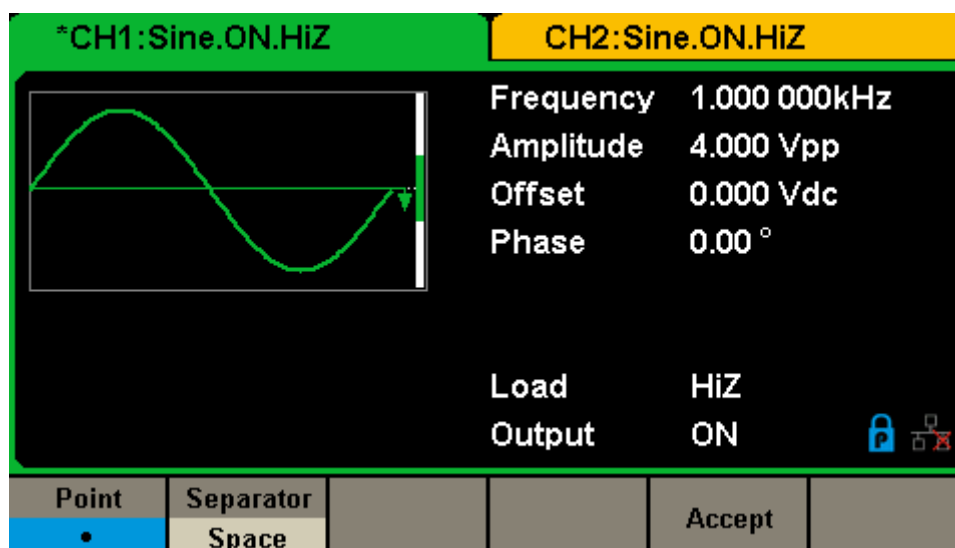 *CH1:Sine.ON.HiZ
CH2:Sine.ON.HiZ
Frequency 1.000 000kHz
Amplitude 4.000 Vpp
Offset 0.000 Vdc
Phase 0.00 °
Load HiZ
Output ON
P
Point Separator
Accept
• Space